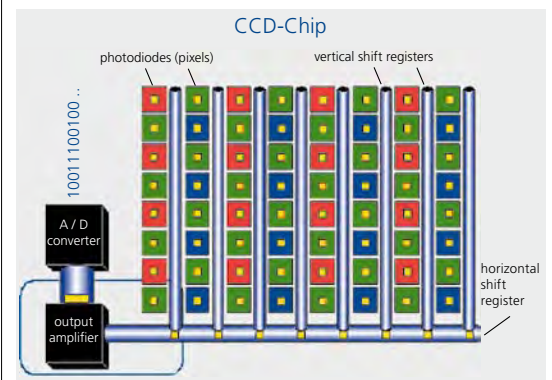 CCD-Chip
photodiodes (pixels)
vertical shift registers
10011100100 ..
A / D
converter
output
amplifier
horizontal
shift
register